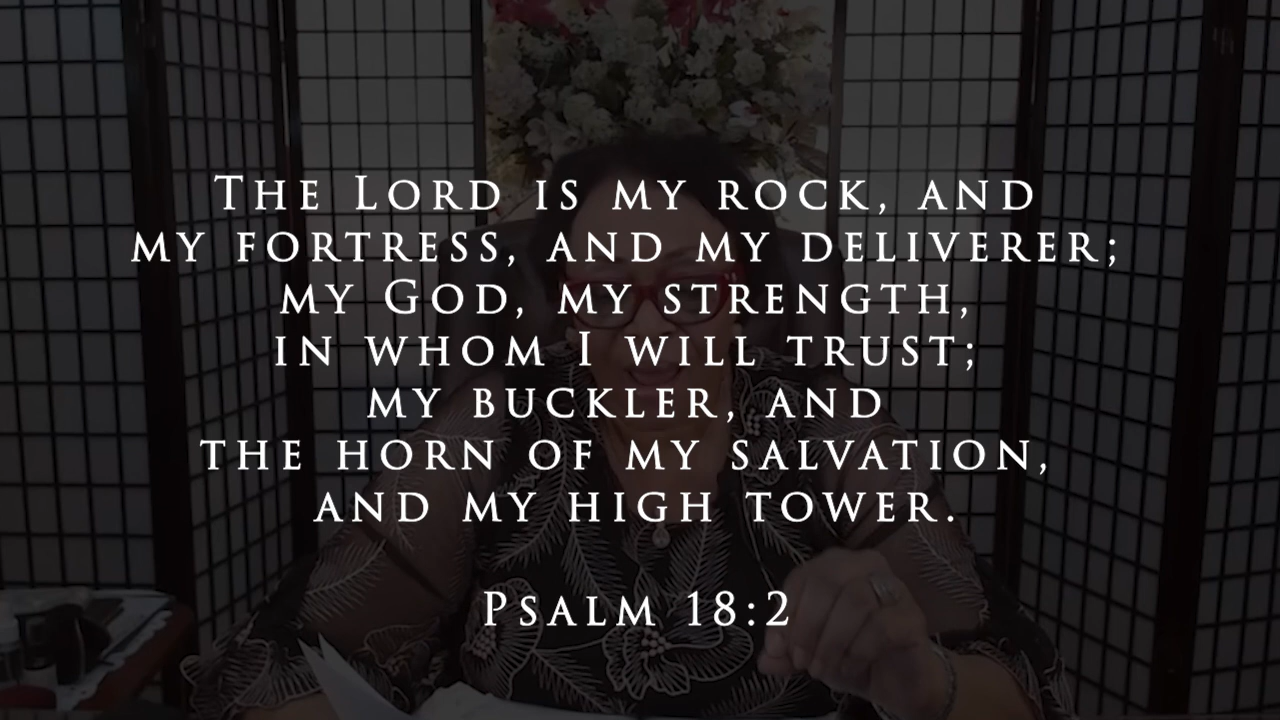 The Lord is my rock, and
my fortress, and my deliverer;
my God, my strength,
in whom I will trust;
my buckler, and
the horn of my salvation,
and my high tower.
Psalm 18:2